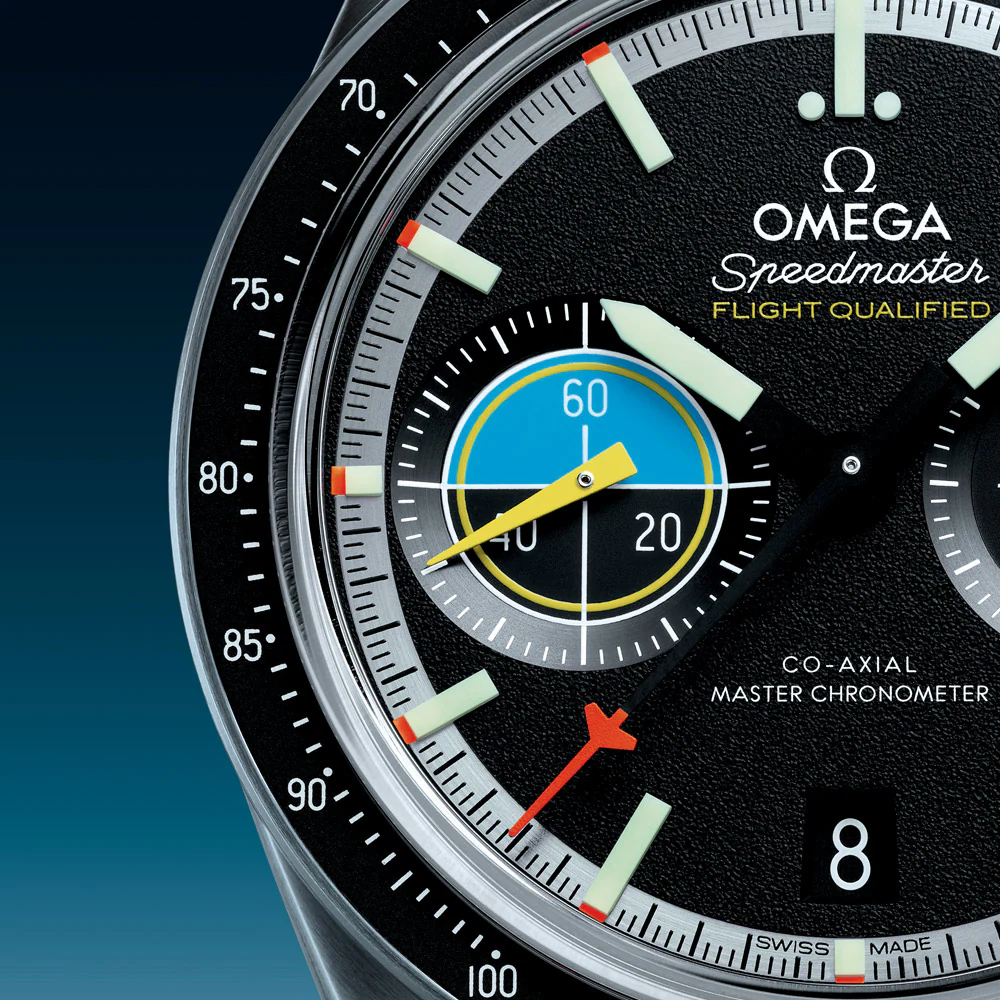 70
75
80
85
90
100
Ω
OMEGA
Speedmaster
FLIGHT QUALIFIED
60
40
20
CO-AXIAL
MASTER CHRONOMETER
8
SWISS MADE